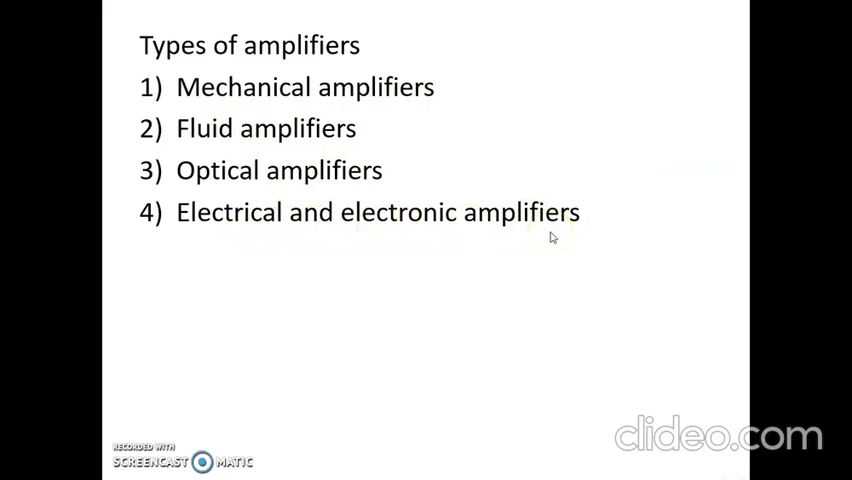 Types of amplifiers
1) Mechanical amplifiers
2) Fluid amplifiers
3) Optical amplifiers
4) Electrical and electronic amplifiers
clideo.com
RECORDED WITH
SCREENCAST MATIC